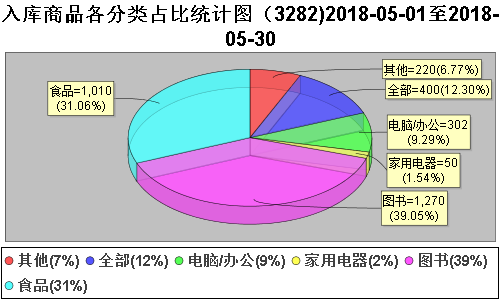 入库商品各分类占比统计图（3282)2018-05-01至2018-
05-30
其他=220(6.77%)
全部=400(12.30%)
食品=1,010
(31.06%)
电脑/办公=302
(9.29%)
家用电器=50
(1.54%)
图书=1,270
(39.05%)
其他(7%) 全部(12%) 电脑/办公(9%) 家用电器(2%) 图书(39%)
食品(31%)